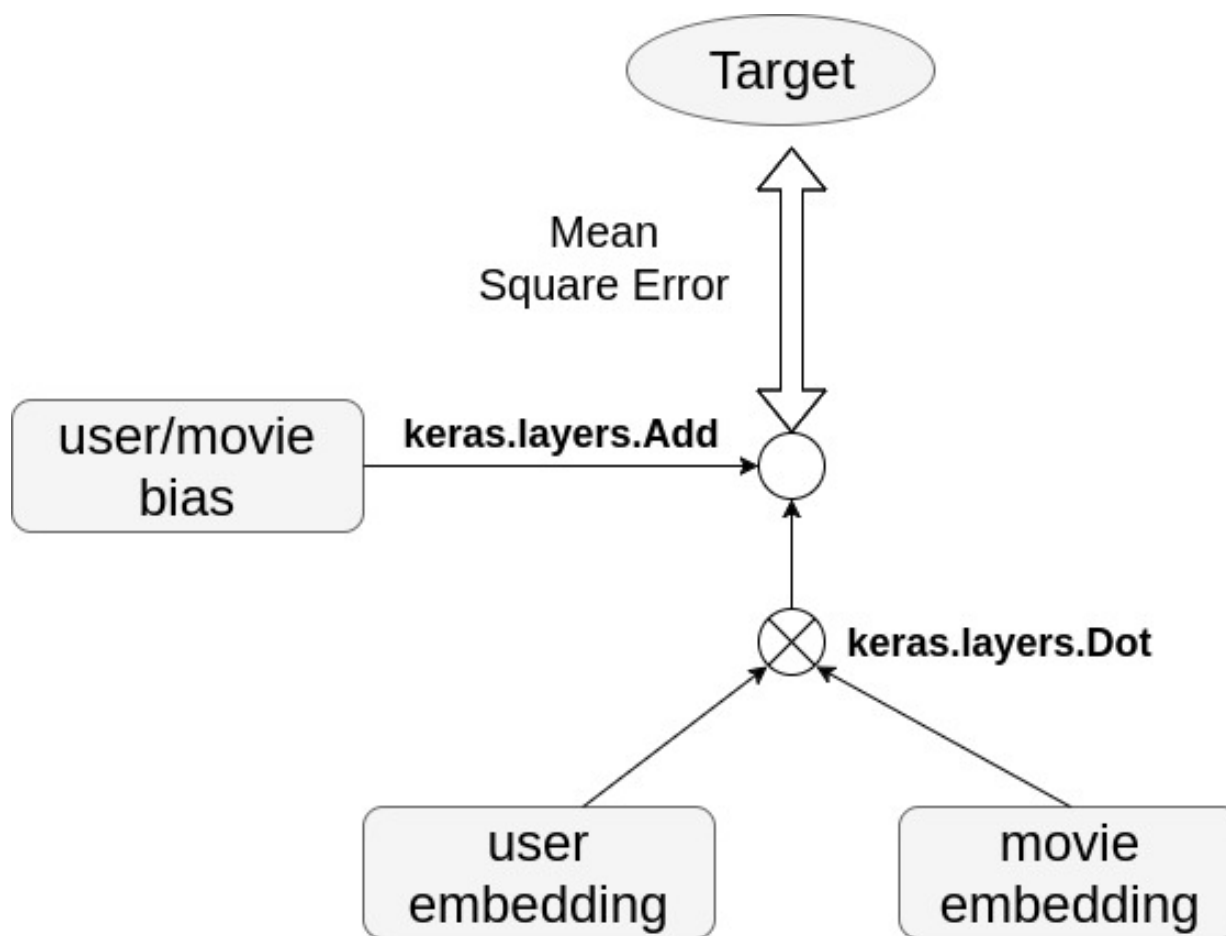 Target
Mean
Square Error
user/movie
bias
keras.layers.Add
keras.layers.Dot
user
embedding
movie
embedding